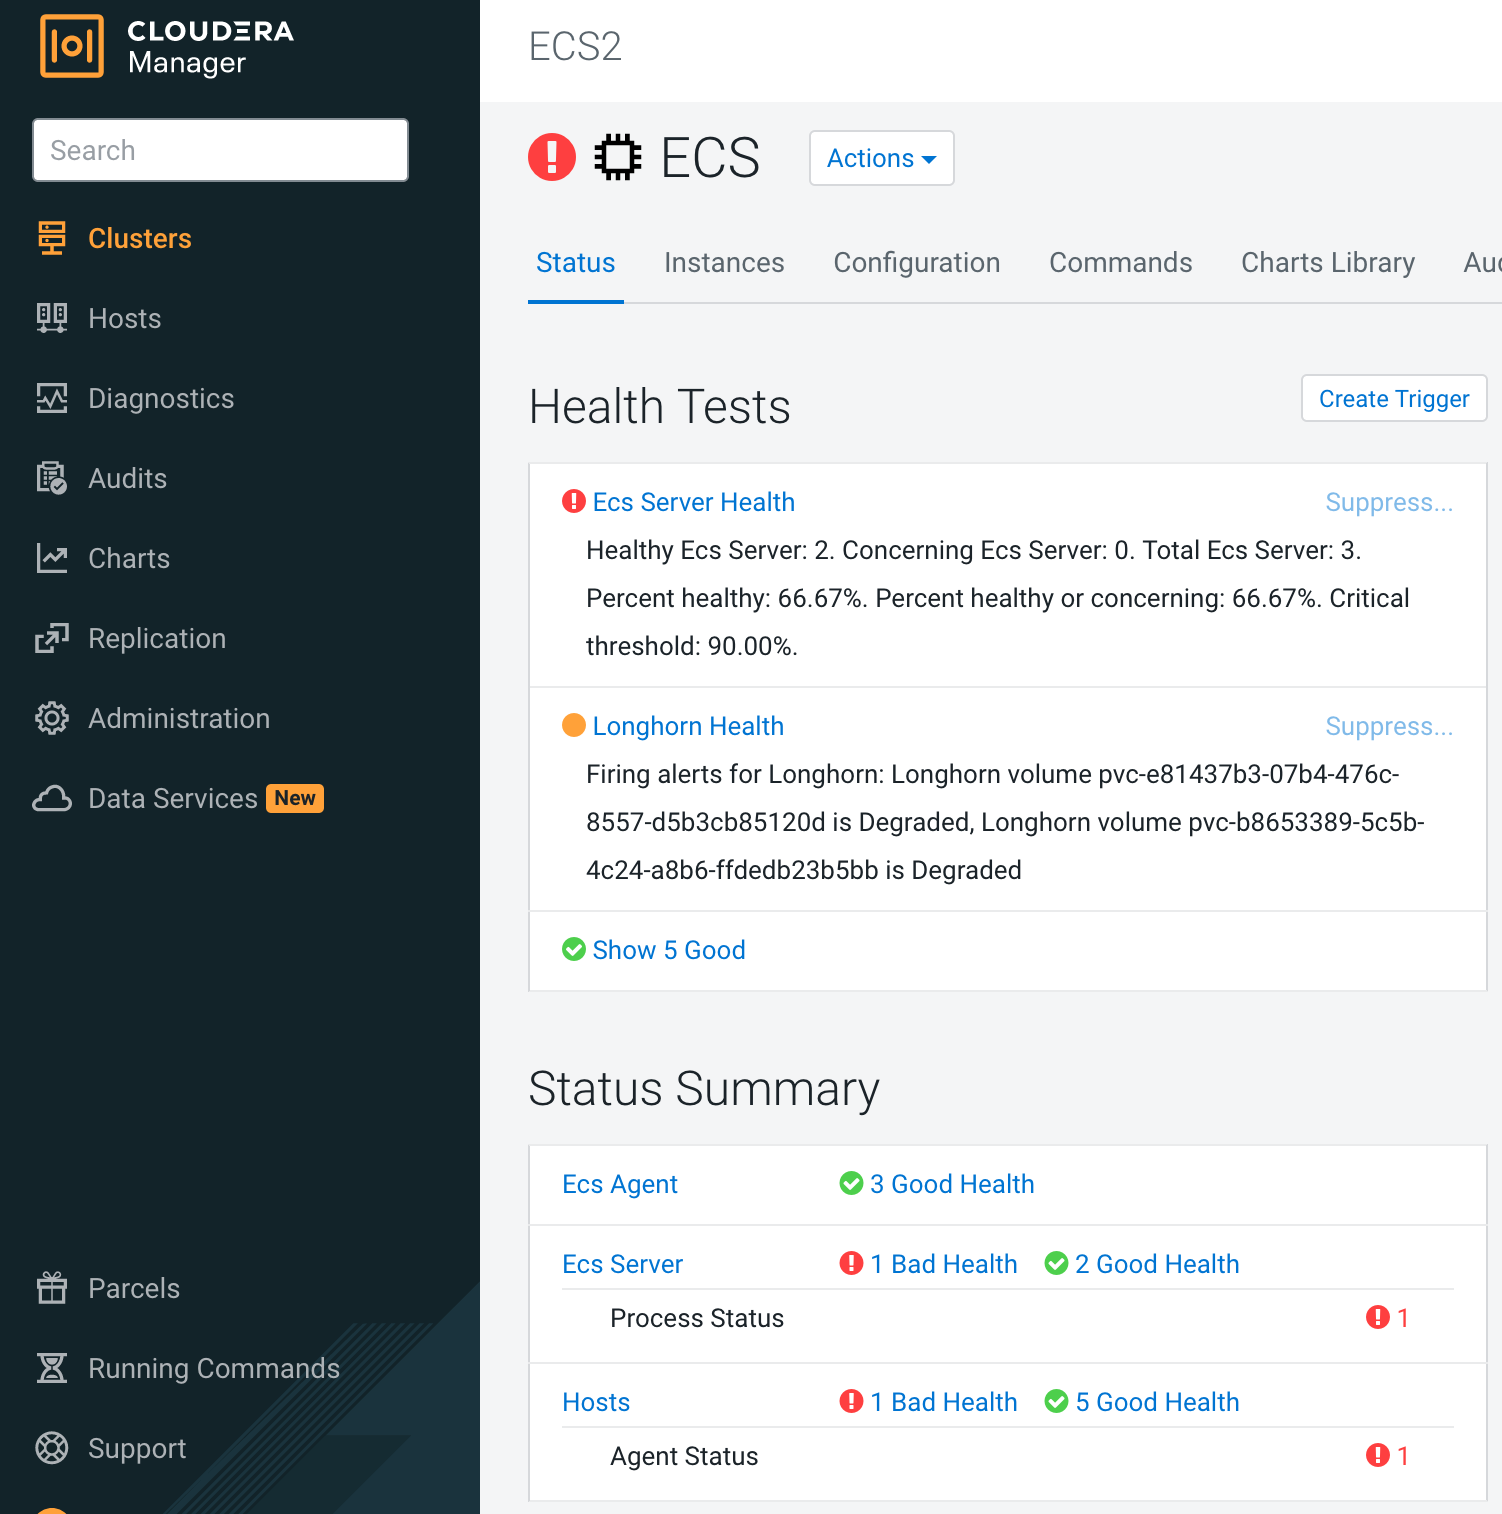 CLOUDERA
Manager
Search
Clusters
Hosts
Diagnostics
Audits
Charts
Replication
Administration
Data Services New
Parcels
Running Commands
Support
ECS2
ECS
Actions
Status Instances Configuration Commands Charts Library Au
Health Tests
Create Trigger
Ecs Server Health Suppress...
Healthy Ecs Server: 2. Concerning Ecs Server: 0. Total Ecs Server: 3.
Percent healthy: 66.67%. Percent healthy or concerning: 66.67%. Critical
threshold: 90.00%.
Longhorn Health Suppress...
Firing alerts for Longhorn: Longhorn volume pvc-e81437b3-07b4-476c-
8557-d5b3cb85120d is Degraded, Longhorn volume pvc-b8653389-5c5b-
4c24-a8b6-ffdedb23b5bb is Degraded
Show 5 Good
Status Summary
Ecs Agent 3 Good Health
Ecs Server 1 Bad Health 2 Good Health
Process Status 1
Hosts 1 Bad Health 5 Good Health
Agent Status 1